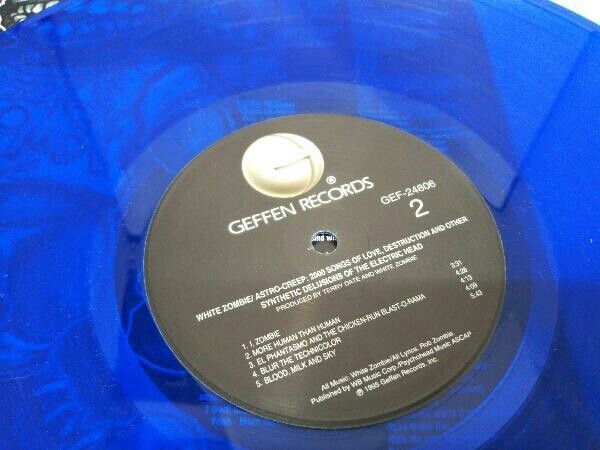 GEFFEN RECORDS
®
GEF-24806
2
and wi
WHITE ZOMBIE/ ASTRO-CREEP: 2000 SONGS OF LOVE, DESTRUCTION AND OTHER
SYNTHETIC DELUSIONS OF THE ELECTRIC HEAD
PRODUCED BY TERRY DATE AND WHITE ZOMBIE
1. I, ZOMBIE 3:31
2. MORE HUMAN THAN HUMAN 4:28
3. EL PHANTASMO AND THE CHICKEN-RUN BLAST-O-RAMA 4:13
4. BLUR THE TECHNICOLOR 4:09
5. BLOOD, MILK AND SKY 5:43
All Music: White Zombie/All Lyrics: Rob Zombie.
Published by WB Music Corp./Psychohead Music ASCAP
℗ 1995 Geffen Records, Inc.